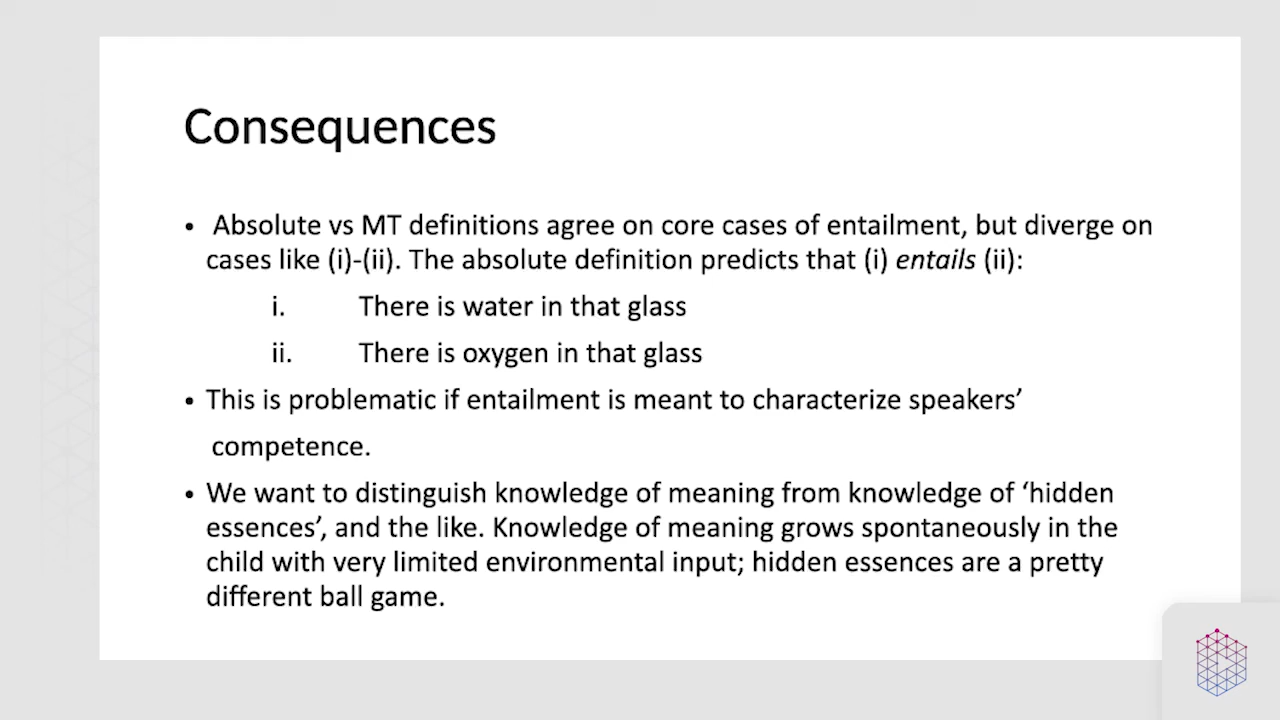 Consequences
• Absolute vs MT definitions agree on core cases of entailment, but diverge on
cases like (i)-(ii). The absolute definition predicts that (i) entails (ii):
i. There is water in that glass
ii. There is oxygen in that glass
• This is problematic if entailment is meant to characterize speakers’
competence.
• We want to distinguish knowledge of meaning from knowledge of ‘hidden
essences’, and the like. Knowledge of meaning grows spontaneously in the
child with very limited environmental input; hidden essences are a pretty
different ball game.